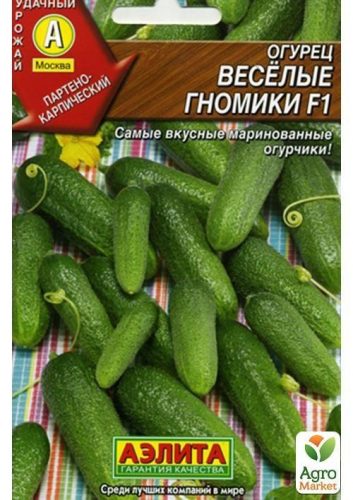 УДАЧНЫЙ
УРОЖАЙ
А
Москва
ПАРТЕНО-
КАРПИЧЕСКИЙ
ОГУРЕЦ
ВЕСЁЛЫЕ
ГНОМИКИ F1
Самые вкусные маринованные
огурчики!
АЭЛИТА
ГАРАНТИЯ КАЧЕСТВА
Среди лучших компаний в мире
Agro
Market